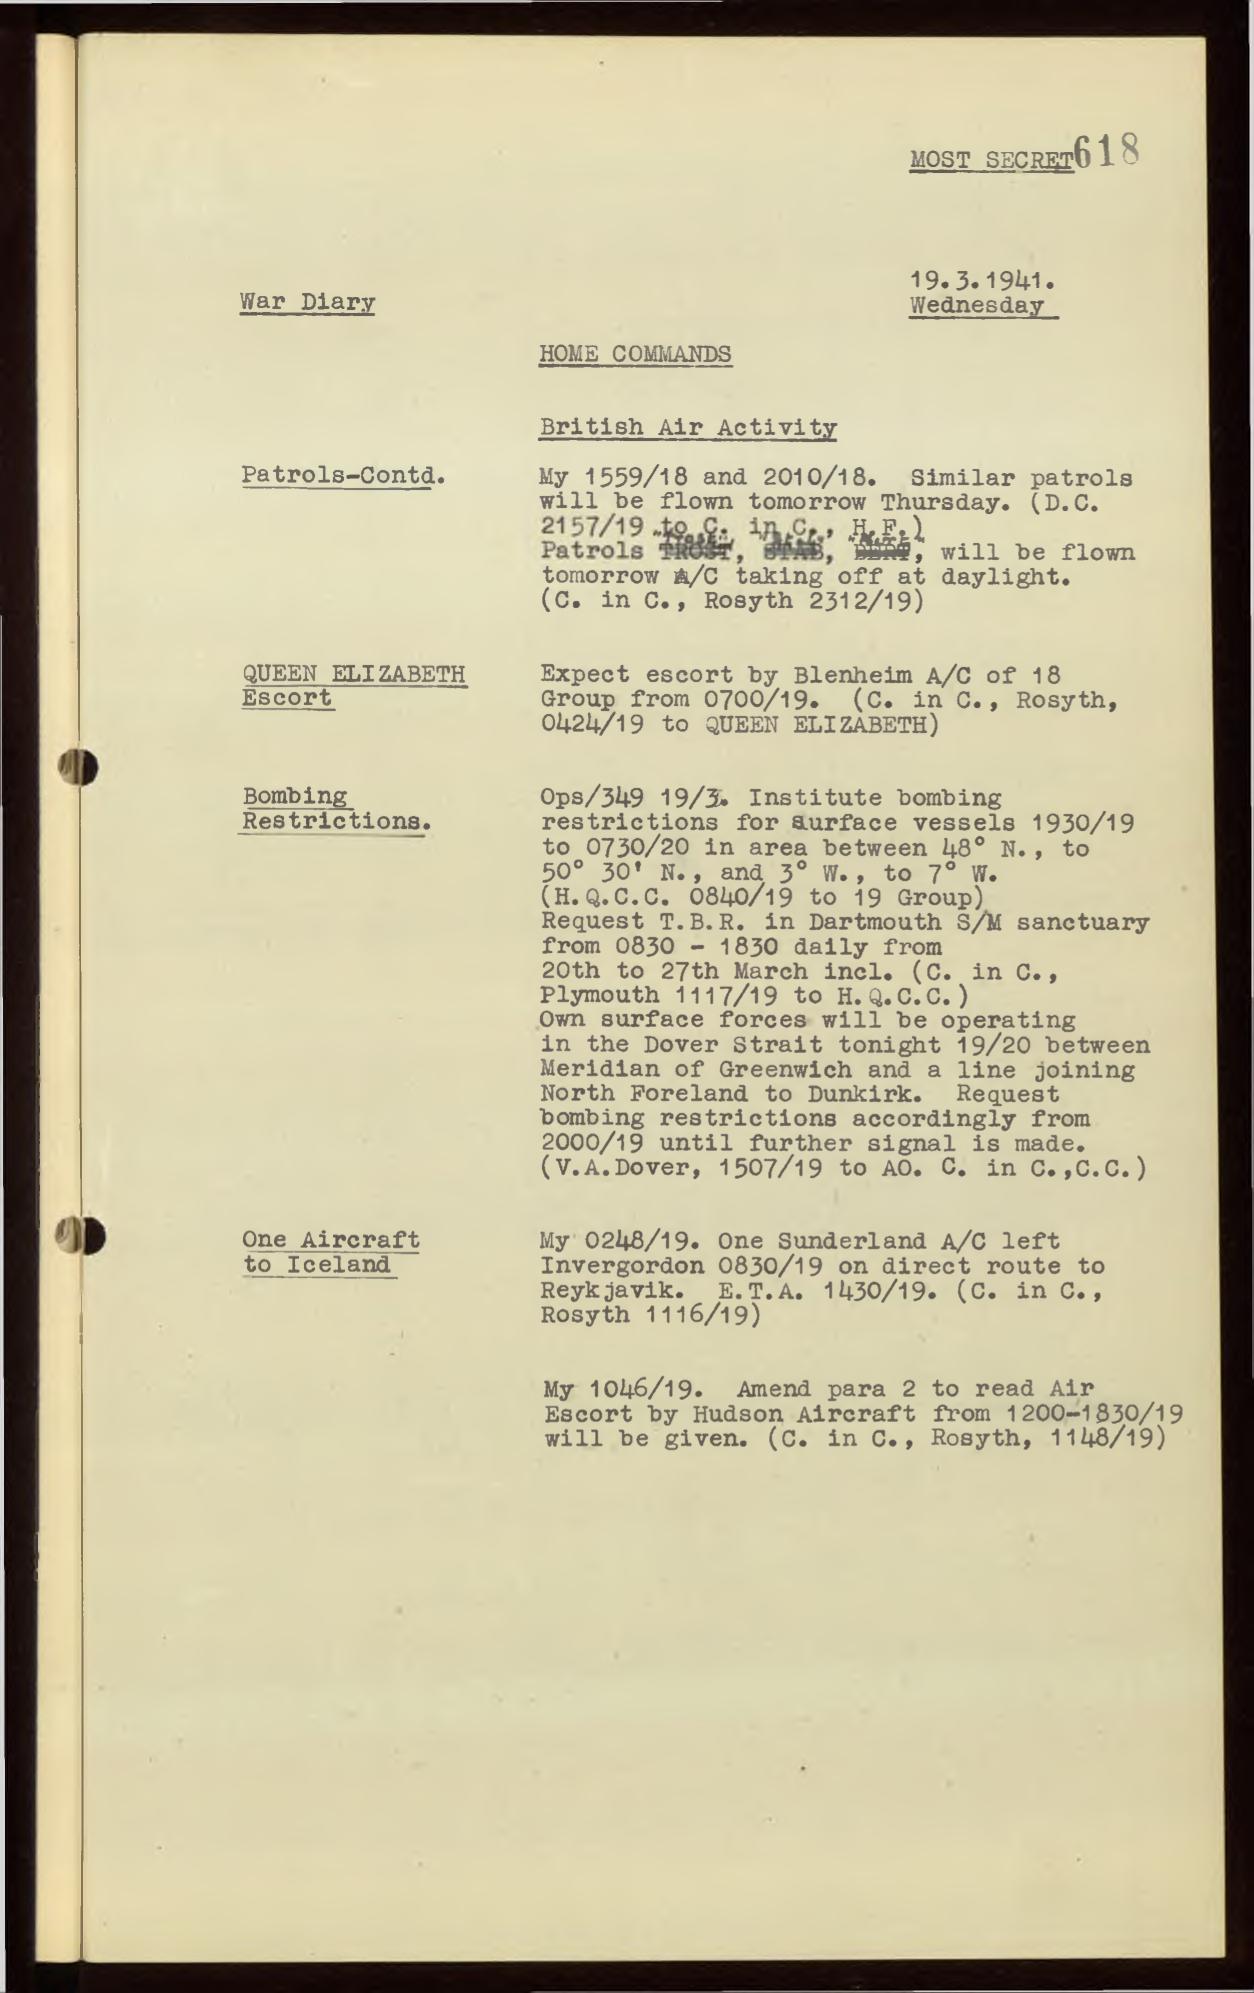 MOST SECRET 618
19.3.1941.
War Diary
Wednesday
HOME COMMANDS
British Air Activity
Patrols-Contd.
My 1559/18 and 2010/18. Similar patrols
will be flown tomorrow Thursday. (D.C.
2157/19 to C. in C., H.F.)
Patrols TROST, STAB, , will be flown
tomorrow A/C taking off at daylight.
(C. in C., Rosyth 2312/19)
QUEEN ELIZABETH
Escort
Expect escort by Blenheim A/C of 18
Group from 0700/19. (C. in C., Rosyth,
0424/19 to QUEEN ELIZABETH)
Bombing
Restrictions.
Ops/349 19/3. Institute bombing
restrictions for surface vessels 1930/19
to 0730/20 in area between 48° N., to
50° 30' N., and 3° W., to 7° W.
(H.Q.C.C. 0840/19 to 19 Group)
Request T.B.R. in Dartmouth S/M sanctuary
from 0830 - 1830 daily from
20th to 27th March incl. (C. in C.,
Plymouth 1117/19 to H.Q.C.C.)
Own surface forces will be operating
in the Dover Strait tonight 19/20 between
Meridian of Greenwich and a line joining
North Foreland to Dunkirk. Request
bombing restrictions accordingly from
2000/19 until further signal is made.
(V.A.Dover, 1507/19 to AO. C. in C.,C.C.)
One Aircraft
to Iceland
My 0248/19. One Sunderland A/C left
Invergordon 0830/19 on direct route to
Reykjavik. E.T.A. 1430/19. (C. in C.,
Rosyth 1116/19)
My 1046/19. Amend para 2 to read Air
Escort by Hudson Aircraft from 1200-1830/19
will be given. (C. in C., Rosyth, 1148/19)